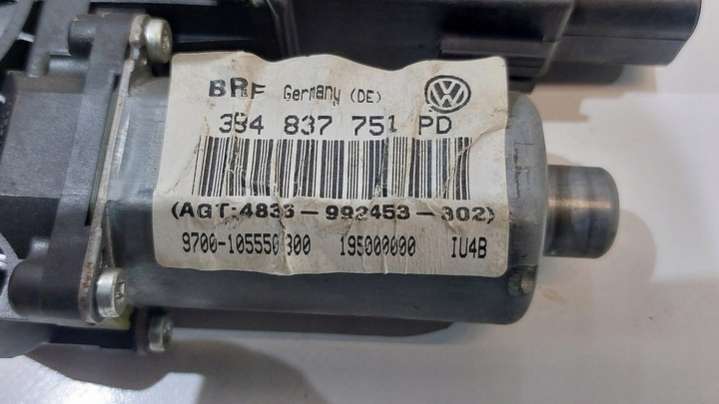 BRF Germany (DE)
3B4 837 751 PD
(AGT-4836-992453-302)
9700-105550300 195000000 IU4B